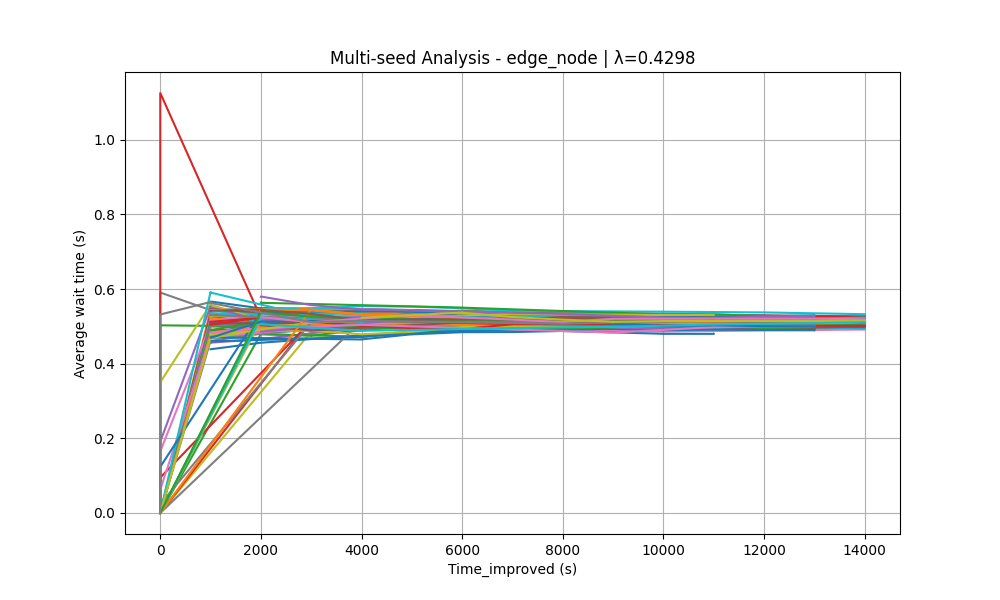 Multi-seed Analysis - edge_node | λ=0.4298
Average wait time (s)
1.0
0.8
0.6
0.4
0.2
0.0
0 2000 4000 6000 8000 10000 12000 14000
Time_improved (s)